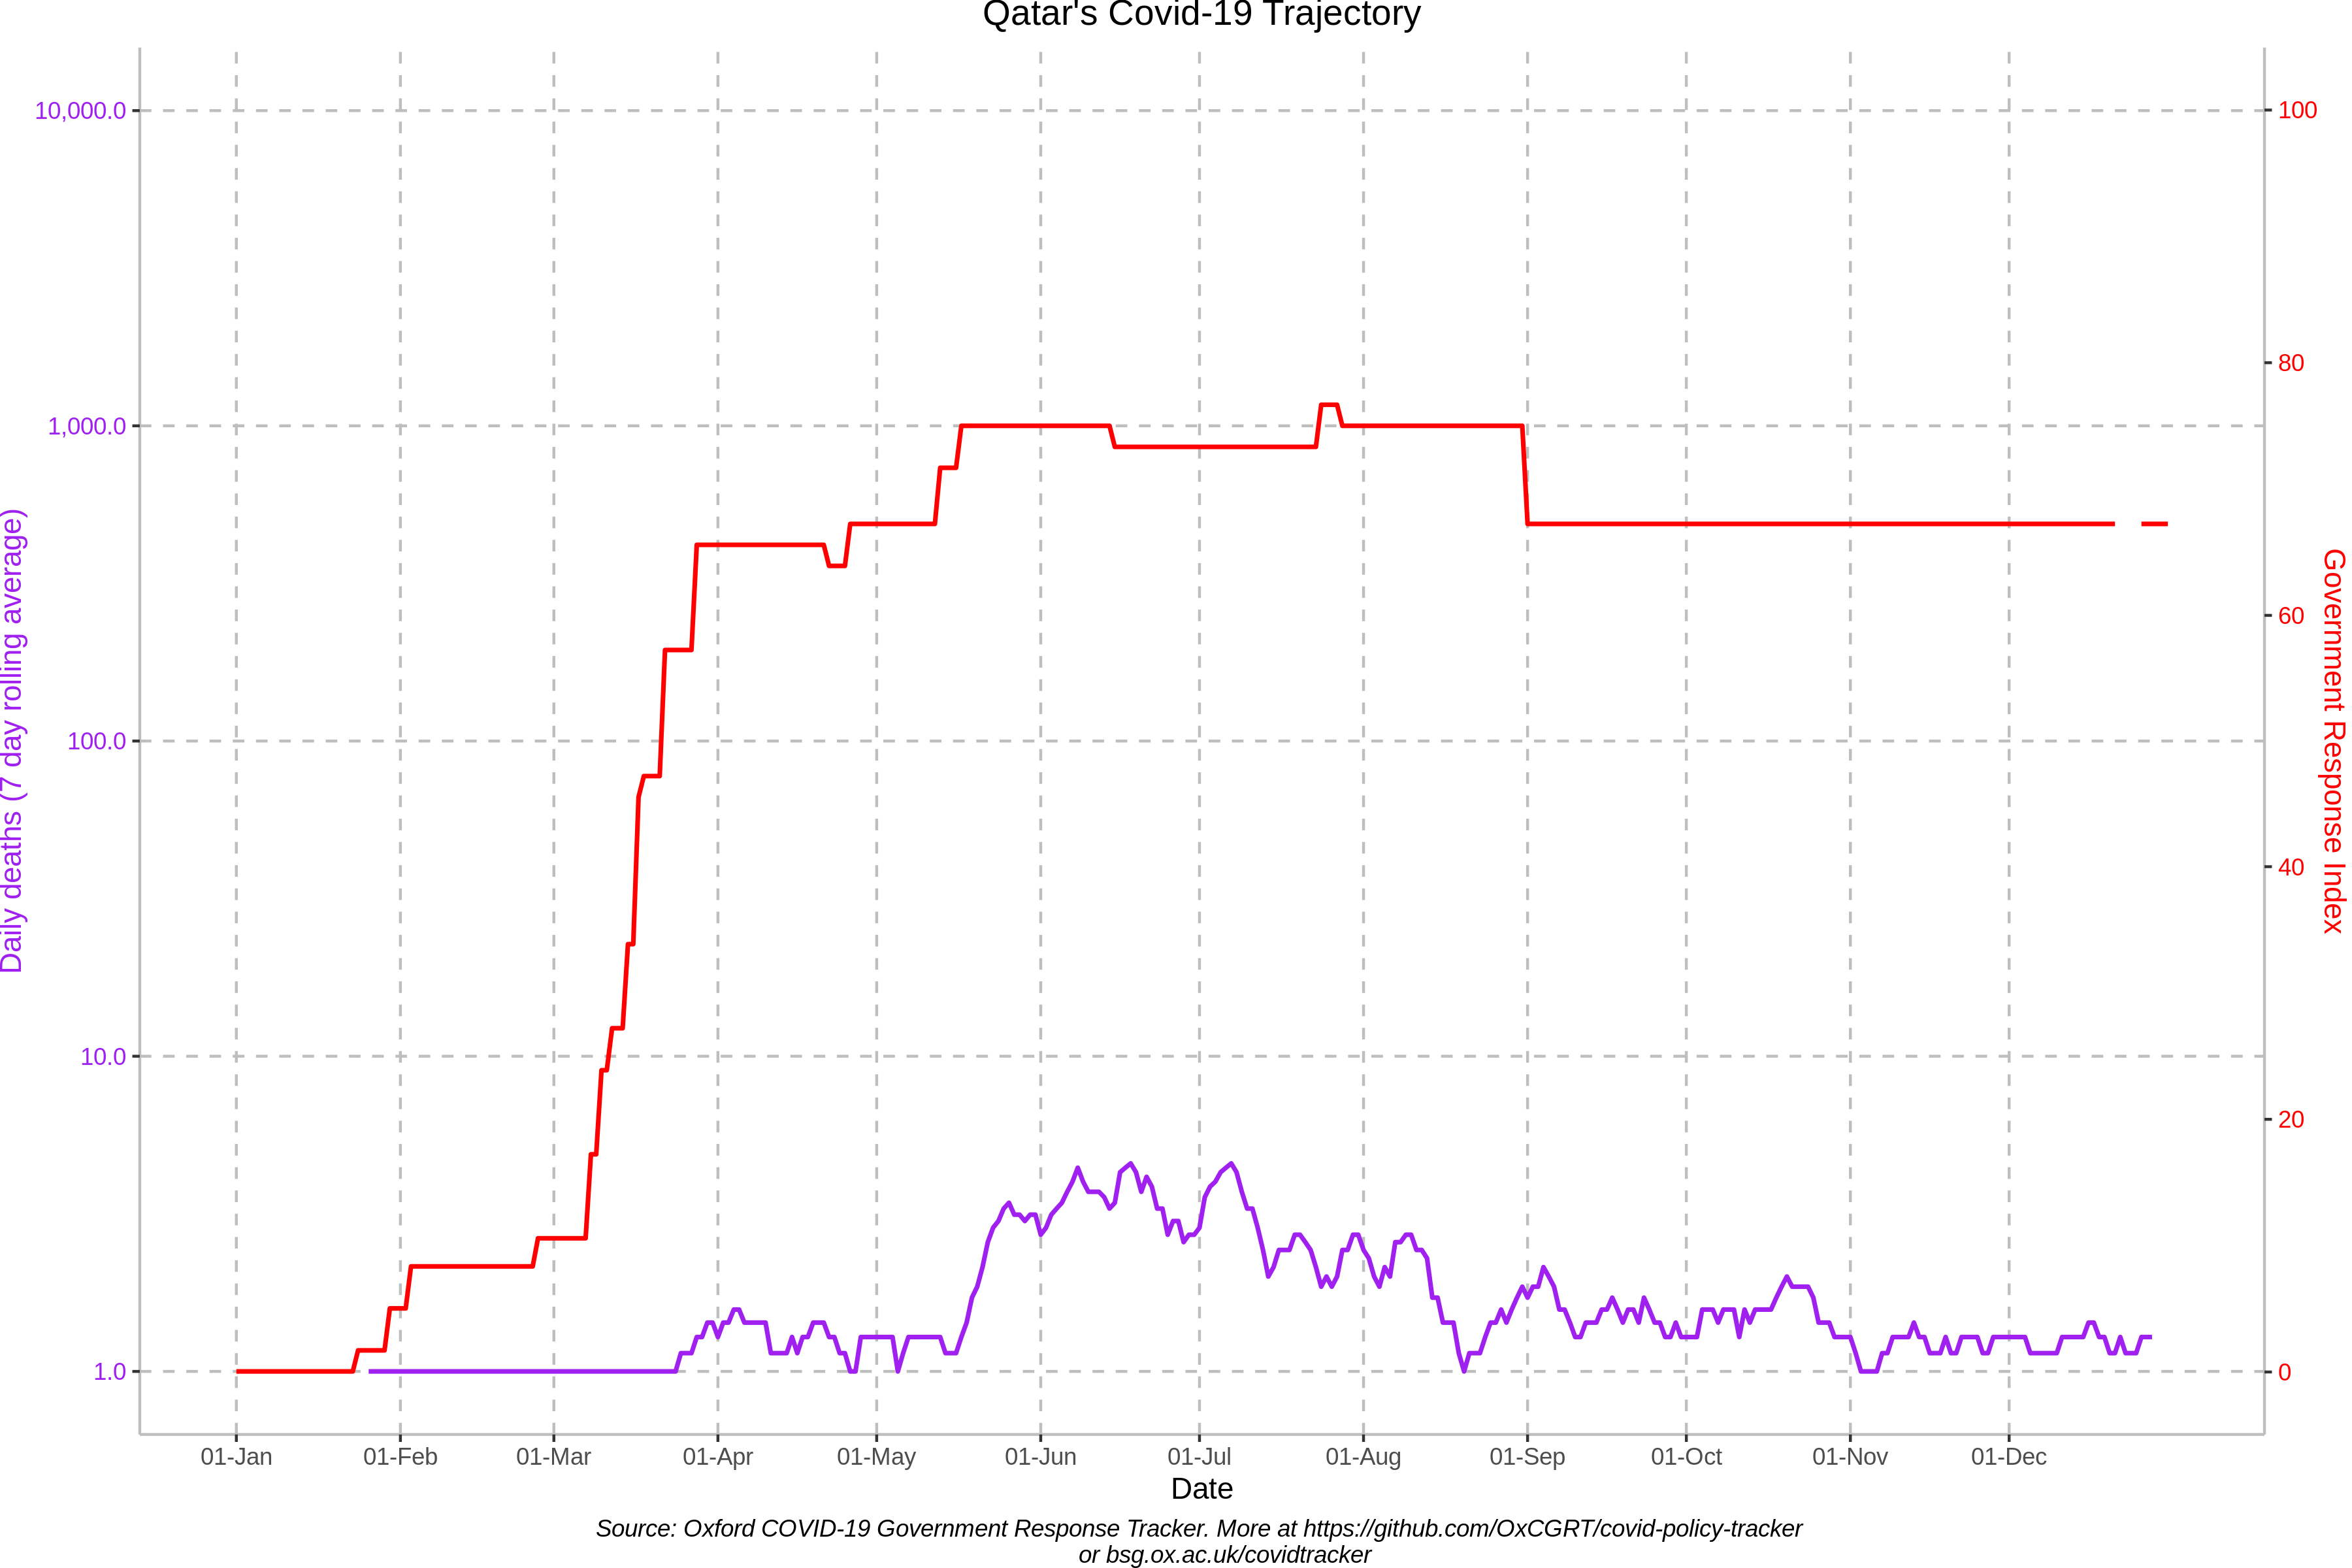 Qatar's Covid-19 Trajectory
10,000.0
1,000.0
100.0
10.0
1.0
Daily deaths (7 day rolling average)
100
80
60
40
20
0
Government Response Index
01-Jan
01-Feb
01-Mar
01-Apr
01-May
01-Jun
01-Jul
01-Aug
01-Sep
01-Oct
01-Nov
01-Dec
Date
Source: Oxford COVID-19 Government Response Tracker. More at https://github.com/OxCGRT/covid-policy-tracker
or bsg.ox.ac.uk/covidtracker